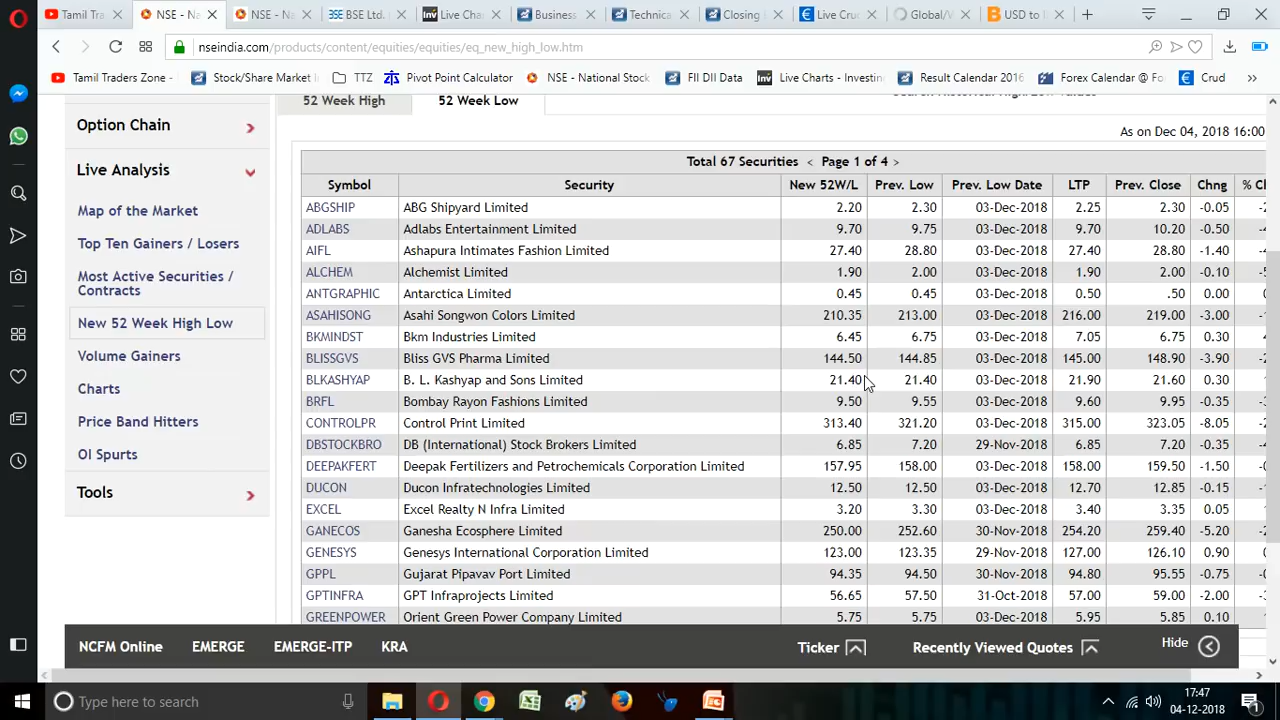 Tamil Tra
NSE - Na
NSE - Na
BSE Ltd.
Live Cha
Business
Technica
Closing
Live Cru
Global/v
USD to I
nseindia.com/products/content/equities/equities/eq_new_high_low.htm
Tamil Traders Zone -
Stock/Share Market I
TTZ
Pivot Point Calculator
NSE - National Stock
FII DII Data
Live Charts - Investin
Result Calendar 2016
Forex Calendar @ Fo
Crud
52 Week High
52 Week Low
Search Historical High/Low values
As on Dec 04, 2018 16:00
Total 67 Securities < Page 1 of 4 >
Symbol Security New 52W/L Prev. Low Prev. Low Date LTP Prev. Close Chng
ABGSHIP ABG Shipyard Limited 2.20 2.30 03-Dec-2018 2.25 2.30 -0.05
ADLABS Adlabs Entertainment Limited 9.70 9.75 03-Dec-2018 9.70 10.20 -0.50
AIFL Ashapura Intimates Fashion Limited 27.40 28.80 03-Dec-2018 27.40 28.80 -1.40
ALCHEM Alchemist Limited 1.90 2.00 03-Dec-2018 1.90 2.00 -0.10
ANTGRAPHIC Antarctica Limited 0.45 0.45 03-Dec-2018 0.50 .50 0.00
ASAHISONG Asahi Songwon Colors Limited 210.35 213.00 03-Dec-2018 216.00 219.00 -3.00
BKMINDST Bkm Industries Limited 6.45 6.75 03-Dec-2018 7.05 6.75 0.30
BLISSGVS Bliss GVS Pharma Limited 144.50 144.85 03-Dec-2018 145.00 148.90 -3.90
BLKASHYAP B. L. Kashyap and Sons Limited 21.40 21.40 03-Dec-2018 21.90 21.60 0.30
BRFL Bombay Rayon Fashions Limited 9.50 9.55 03-Dec-2018 9.60 9.95 -0.35
CONTROLPR Control Print Limited 313.40 321.20 03-Dec-2018 315.00 323.05 -8.05
DBSTOCKBRO DB (International) Stock Brokers Limited 6.85 7.20 29-Nov-2018 6.85 7.20 -0.35
DEEPAKFERT Deepak Fertilizers and Petrochemicals Corporation Limited 157.95 158.00 03-Dec-2018 158.00 159.50 -1.50
DUCON Ducon Infratechnologies Limited 12.50 12.50 03-Dec-2018 12.70 12.85 -0.15
EXCEL Excel Realty N Infra Limited 3.20 3.30 03-Dec-2018 3.40 3.35 0.05
GANECOS Ganesha Ecosphere Limited 250.00 252.60 30-Nov-2018 254.20 259.40 -5.20
GENESYS Genesys International Corporation Limited 123.00 123.35 29-Nov-2018 127.00 126.10 0.90
GPPL Gujarat Pipavav Port Limited 94.35 94.50 30-Nov-2018 94.80 95.55 -0.75
GPTINFRA GPT Infraprojects Limited 56.65 57.50 31-Oct-2018 57.00 59.00 -2.00
GREENPOWER Orient Green Power Company Limited 5.75 5.75 03-Dec-2018 5.95 5.85 0.10
Option Chain
Live Analysis
Map of the Market
Top Ten Gainers / Losers
Most Active Securities /
Contracts
New 52 Week High Low
Volume Gainers
Charts
Price Band Hitters
OI Spurts
Tools
NCFM Online
EMERGE
EMERGE-ITP
KRA
Ticker
Recently Viewed Quotes
Hide
Type here to search
17:47
04-12-2018